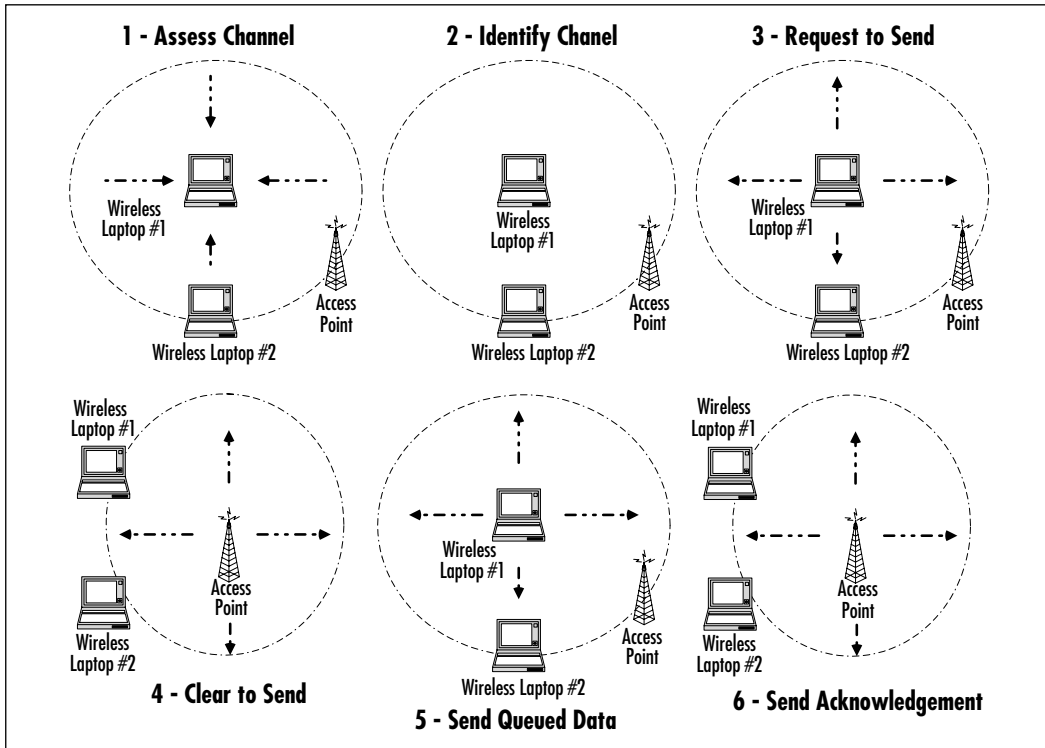 1 - Assess Channel
Wireless
Laptop #1
Access
Point
Wireless Laptop #2
2 - Identify Chanel
Wireless
Laptop #1
Access
Point
Wireless Laptop #2
3 - Request to Send
Wireless
Laptop #1
Access
Point
Wireless Laptop #2
Wireless
Laptop #1
Access
Point
Wireless
Laptop #2
4 - Clear to Send
Wireless
Laptop #1
Access
Point
Wireless Laptop #2
5 - Send Queued Data
Wireless
Laptop #1
Access
Point
Wireless
Laptop #2
6 - Send Acknowledgement